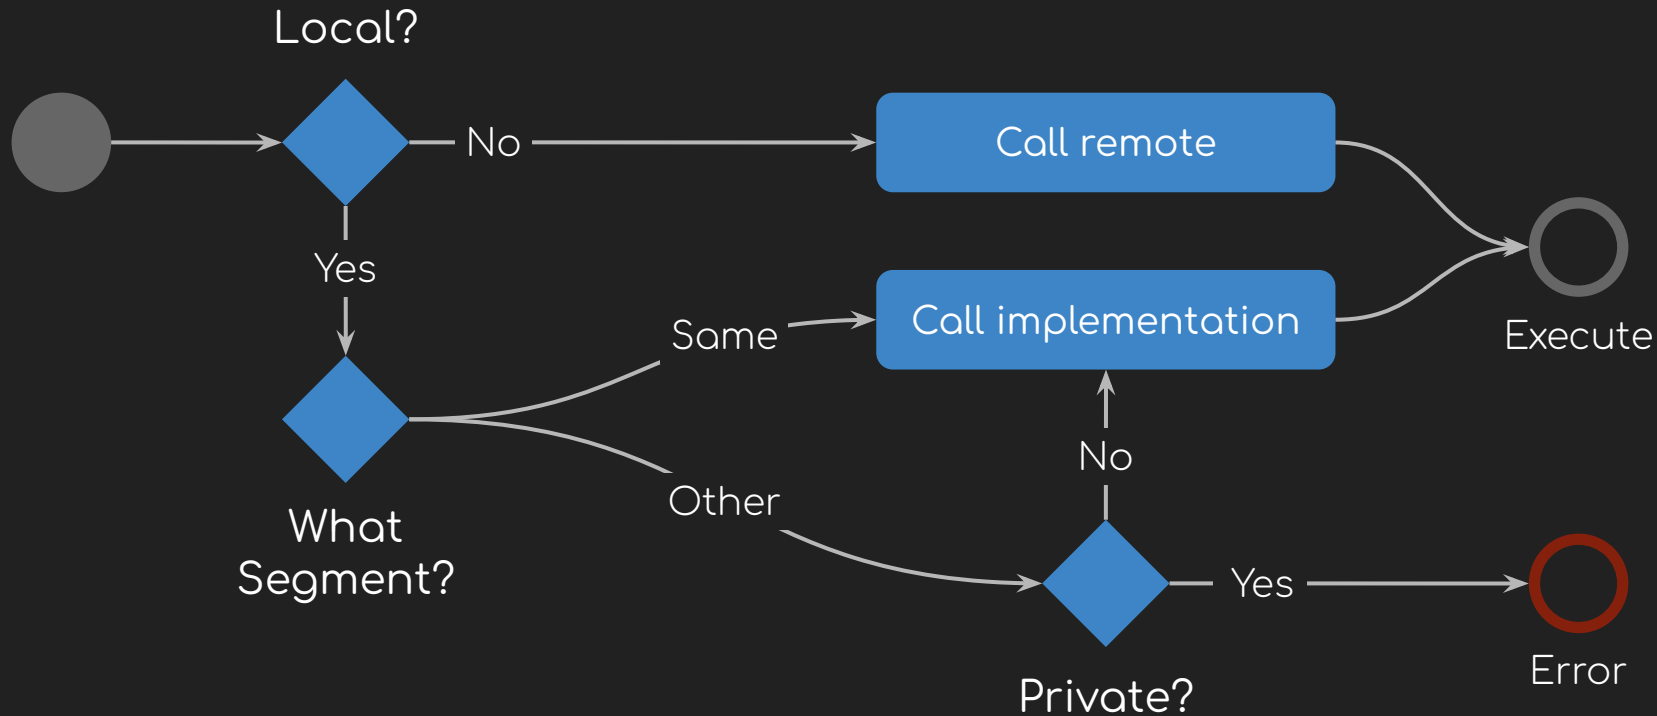 Local?
No
Call remote
Yes
Same
Call implementation
Execute
No
Other
What
Segment?
Yes
Private?
Error